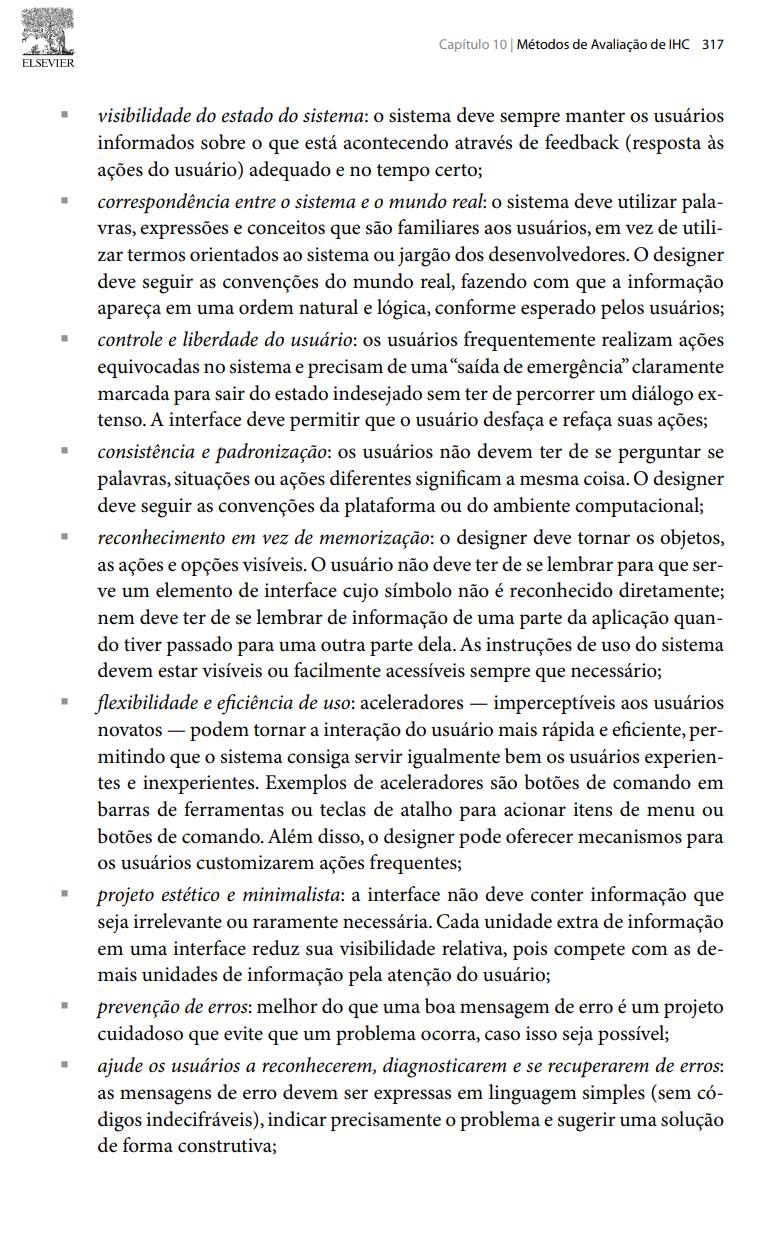 ELSEVIER
Capítulo 10 | Métodos de Avaliação de IHC 317
▪ visibilidade do estado do sistema: o sistema deve sempre manter os usuários
informados sobre o que está acontecendo através de feedback (resposta às
ações do usuário) adequado e no tempo certo;
▪ correspondência entre o sistema e o mundo real: o sistema deve utilizar pala-
vras, expressões e conceitos que são familiares aos usuários, em vez de utili-
zar termos orientados ao sistema ou jargão dos desenvolvedores. O designer
deve seguir as convenções do mundo real, fazendo com que a informação
apareça em uma ordem natural e lógica, conforme esperado pelos usuários;
▪ controle e liberdade do usuário: os usuários frequentemente realizam ações
equivocadas no sistema e precisam de uma “saída de emergência” claramente
marcada para sair do estado indesejado sem ter de percorrer um diálogo ex-
tenso. A interface deve permitir que o usuário desfaça e refaça suas ações;
▪ consistência e padronização: os usuários não devem ter de se perguntar se
palavras, situações ou ações diferentes significam a mesma coisa. O designer
deve seguir as convenções da plataforma ou do ambiente computacional;
▪ reconhecimento em vez de memorização: o designer deve tornar os objetos,
as ações e opções visíveis. O usuário não deve ter de se lembrar para que ser-
ve um elemento de interface cujo símbolo não é reconhecido diretamente;
nem deve ter de se lembrar de informação de uma parte da aplicação quan-
do tiver passado para uma outra parte dela. As instruções de uso do sistema
devem estar visíveis ou facilmente acessíveis sempre que necessário;
▪ flexibilidade e eficiência de uso: aceleradores — imperceptíveis aos usuários
novatos — podem tornar a interação do usuário mais rápida e eficiente, per-
mitindo que o sistema consiga servir igualmente bem os usuários experien-
tes e inexperientes. Exemplos de aceleradores são botões de comando em
barras de ferramentas ou teclas de atalho para acionar itens de menu ou
botões de comando. Além disso, o designer pode oferecer mecanismos para
os usuários customizarem ações frequentes;
▪ projeto estético e minimalista: a interface não deve conter informação que
seja irrelevante ou raramente necessária. Cada unidade extra de informação
em uma interface reduz sua visibilidade relativa, pois compete com as de-
mais unidades de informação pela atenção do usuário;
▪ prevenção de erros: melhor do que uma boa mensagem de erro é um projeto
cuidadoso que evite que um problema ocorra, caso isso seja possível;
▪ ajude os usuários a reconhecerem, diagnosticarem e se recuperarem de erros:
as mensagens de erro devem ser expressas em linguagem simples (sem có-
digos indecifráveis), indicar precisamente o problema e sugerir uma solução
de forma construtiva;